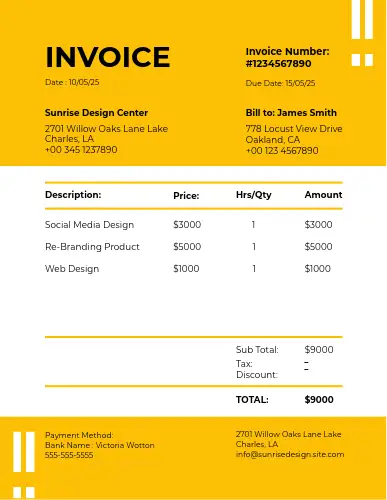 INVOICE
Invoice Number:
#1234567890
Date : 10/05/25
Due Date: 15/05/25
Sunrise Design Center
Bill to: James Smith
2701 Willow Oaks Lane Lake
Charles, LA
+00 345 1237890
778 Locust View Drive
Oakland, CA
+00 123 4567890
Description: Price: Hrs/Qty Amount
Social Media Design $3000 1 $3000
Re-Branding Product $5000 1 $5000
Web Design $1000 1 $1000
Sub Total: $9000
Tax: –
Discount: –
TOTAL: $9000
Payment Method:
Bank Name : Victoria Wotton
555-555-5555
2701 Willow Oaks Lane Lake
Charles, LA
info@sunrisedesign.site.com